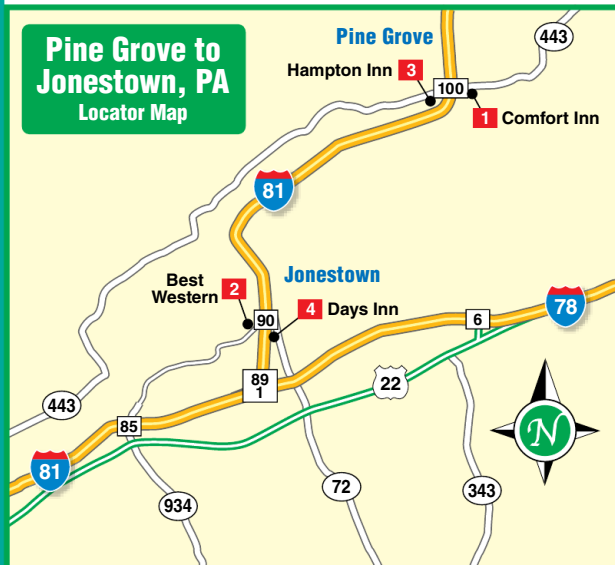 Pine Grove to
Jonestown, PA
Locator Map
Pine Grove
443
Hampton Inn 3
100
1 Comfort Inn
81
Jonestown
Best
Western 2
90
4 Days Inn
78
6
89
1
22
443
85
N
81
934
72
343